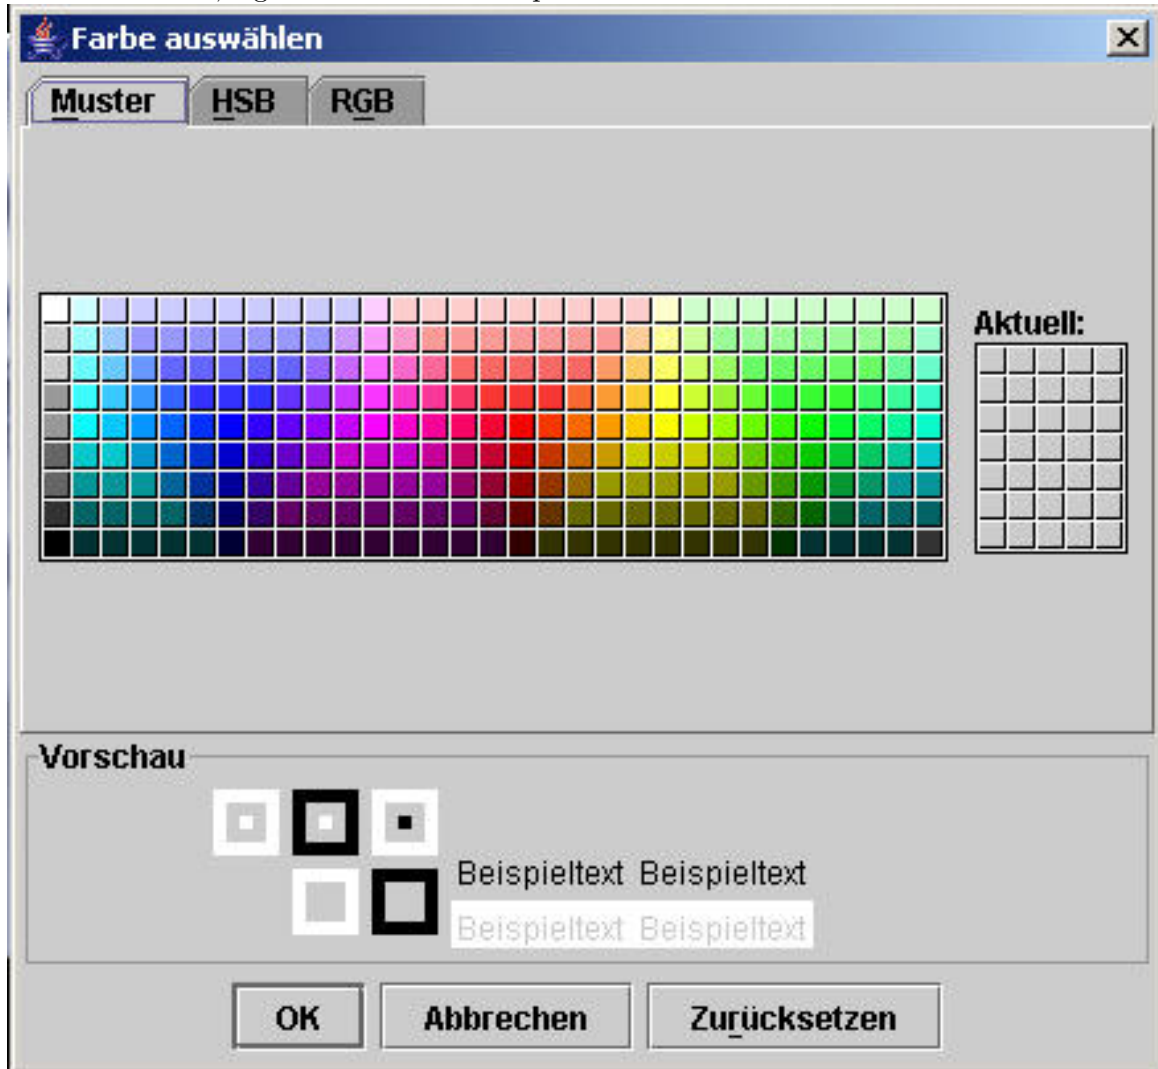 Farbe auswählen
Muster HSB RGB
Aktuell:
Vorschau
Beispieltext Beispieltext
Beispieltext Beispieltext
OK Abbrechen Zurücksetzen